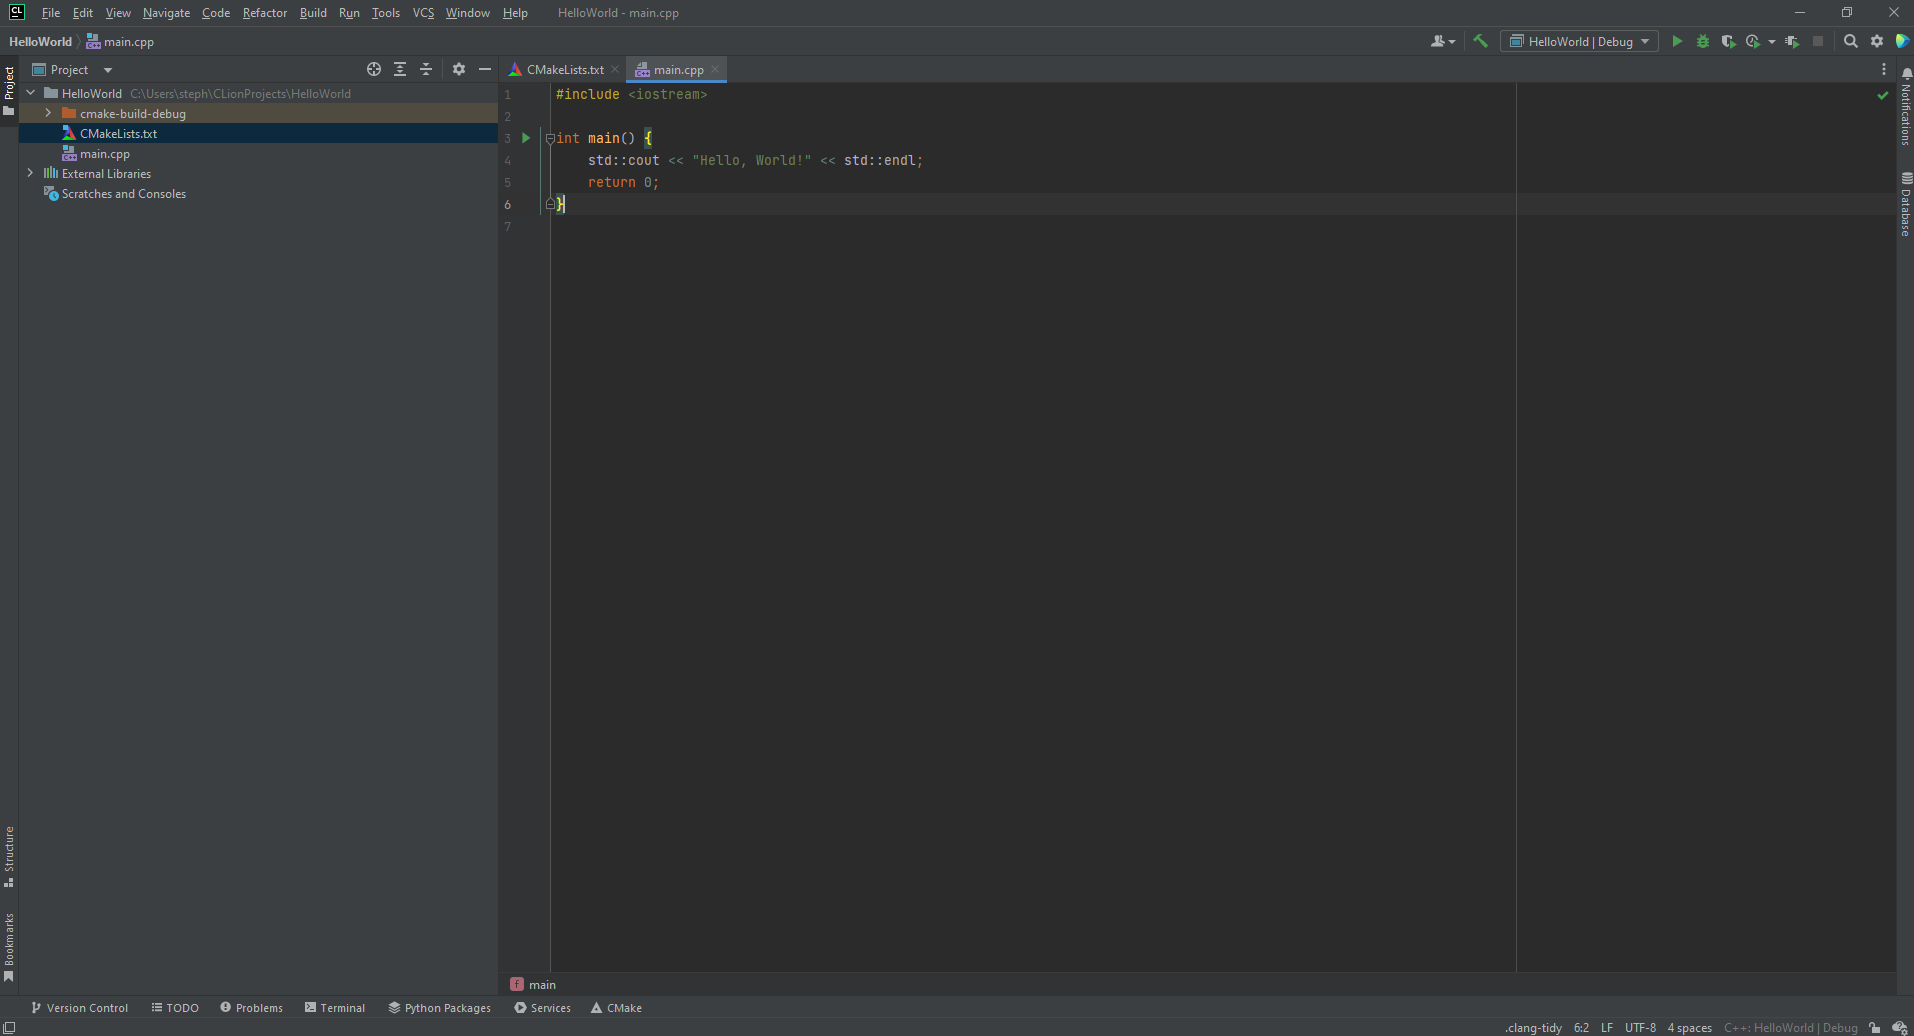 CL File Edit View Navigate Code Refactor Build Run Tools VCS Window Help HelloWorld - main.cpp
HelloWorld main.cpp HelloWorld | Debug
Project
Project
CMakeLists.txt main.cpp
HelloWorld C:\Users\steph\CLionProjects\HelloWorld
cmake-build-debug
CMakeLists.txt
main.cpp
External Libraries
Scratches and Consoles
1 #include <iostream>
2
3 int main() {
4 std::cout << "Hello, World!" << std::endl;
5 return 0;
6 }
7
Notifications
Database
Structure
Bookmarks
f main
Version Control TODO Problems Terminal Python Packages Services CMake
.clang-tidy 6:2 LF UTF-8 4 spaces C++: HelloWorld | Debug